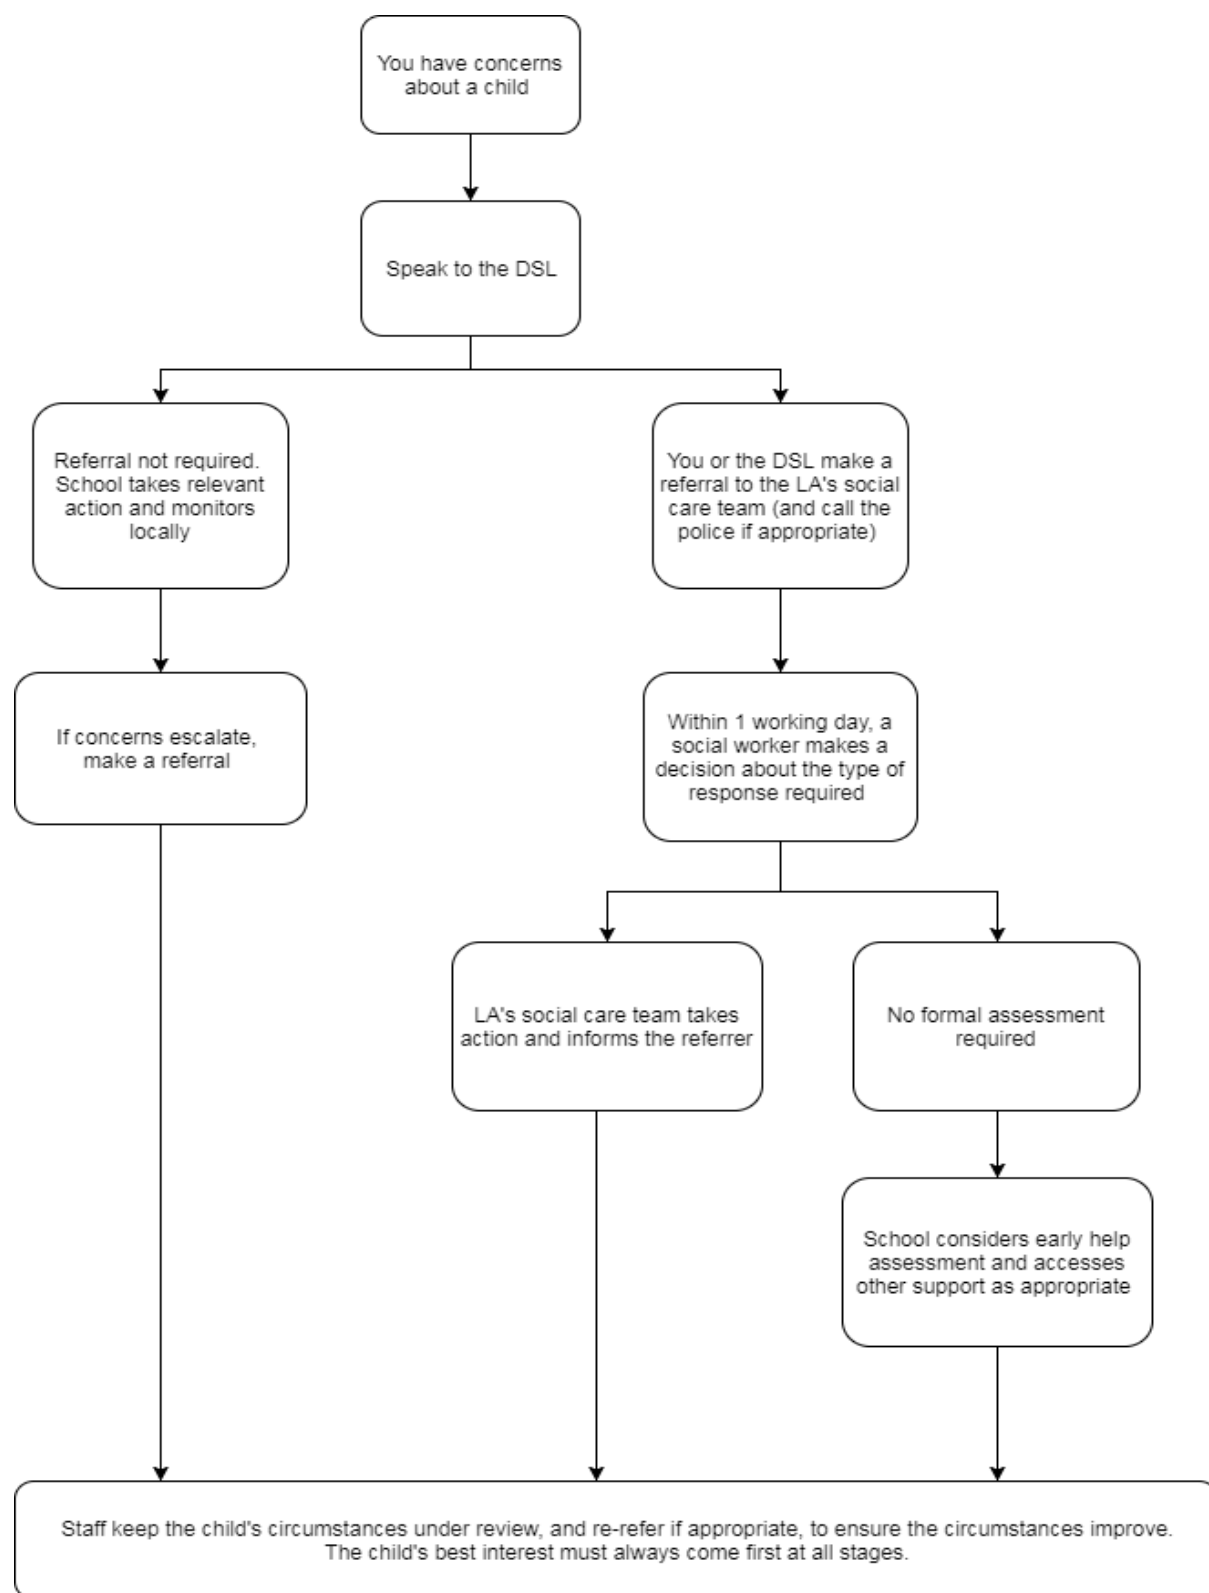 You have concerns
about a child
Speak to the DSL
Referral not required.
School takes relevant
action and monitors
locally
You or the DSL make a
referral to the LA's social
care team (and call the
police if appropriate)
If concerns escalate,
make a referral
Within 1 working day, a
social worker makes a
decision about the type of
response required
LA's social care team takes
action and informs the referrer
No formal assessment
required
School considers early help
assessment and accesses
other support as appropriate
Staff keep the child's circumstances under review, and re-refer if appropriate, to ensure the circumstances improve.
The child's best interest must always come first at all stages.